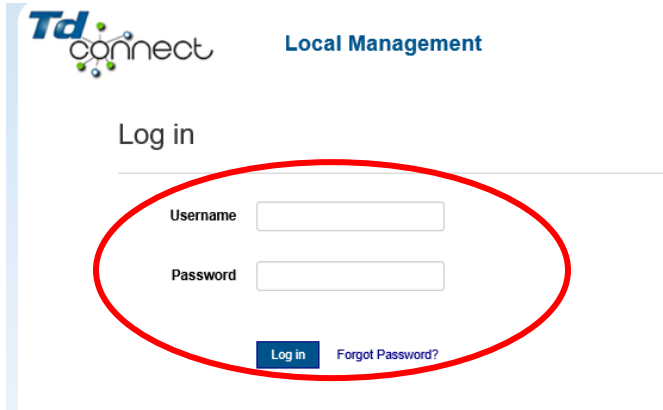 Td
connect
Local Management
Log in
Username
Password
Log in Forgot Password?